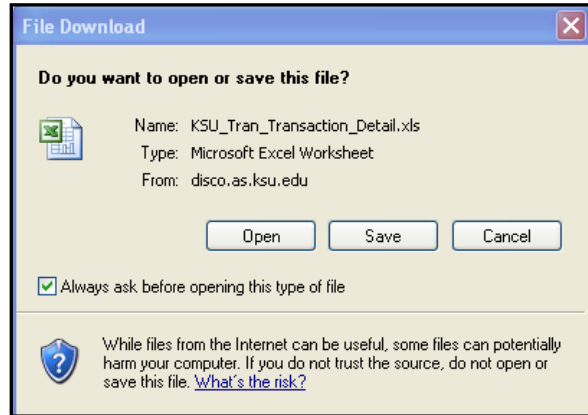 File Download
Do you want to open or save this file?
Name: KSU_Tran_Transaction_Detail.xls
Type: Microsoft Excel Worksheet
From: disco.as.ksu.edu
Open Save Cancel
Always ask before opening this type of file
While files from the Internet can be useful, some files can potentially
harm your computer. If you do not trust the source, do not open or
save this file. What's the risk?